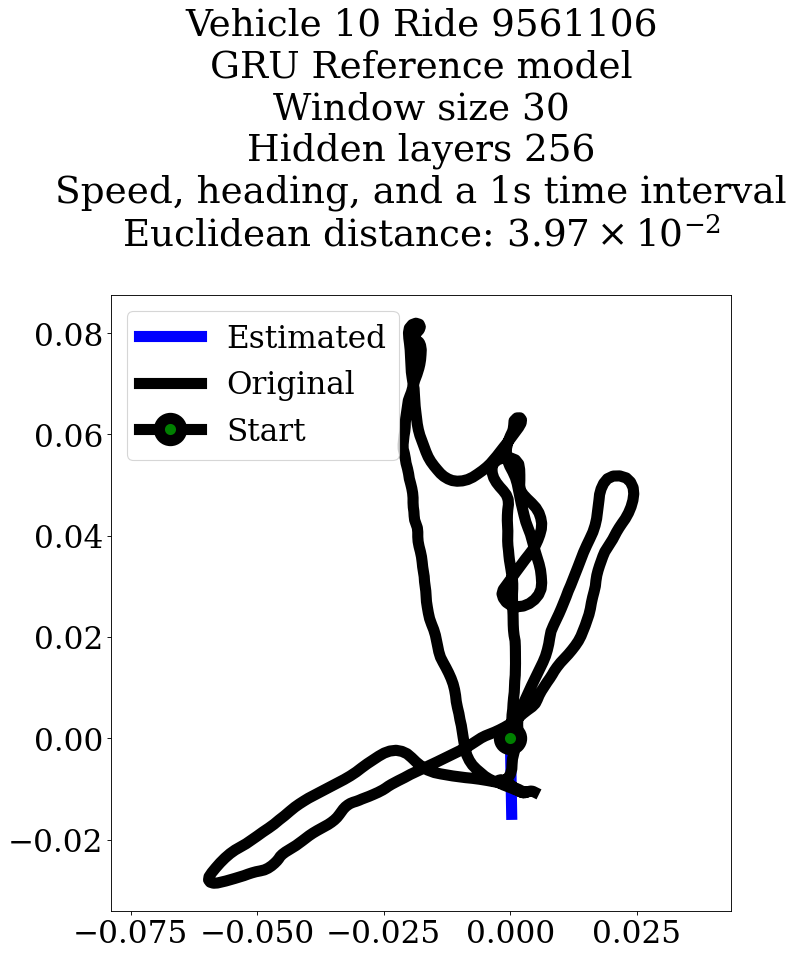 Vehicle 10 Ride 9561106
GRU Reference model
Window size 30
Hidden layers 256
Speed, heading, and a 1s time interval
Euclidean distance: 3.97 × 10⁻²
Estimated
Original
Start
0.08
0.06
0.04
0.02
0.00
−0.02
−0.075 −0.050 −0.025 0.000 0.025